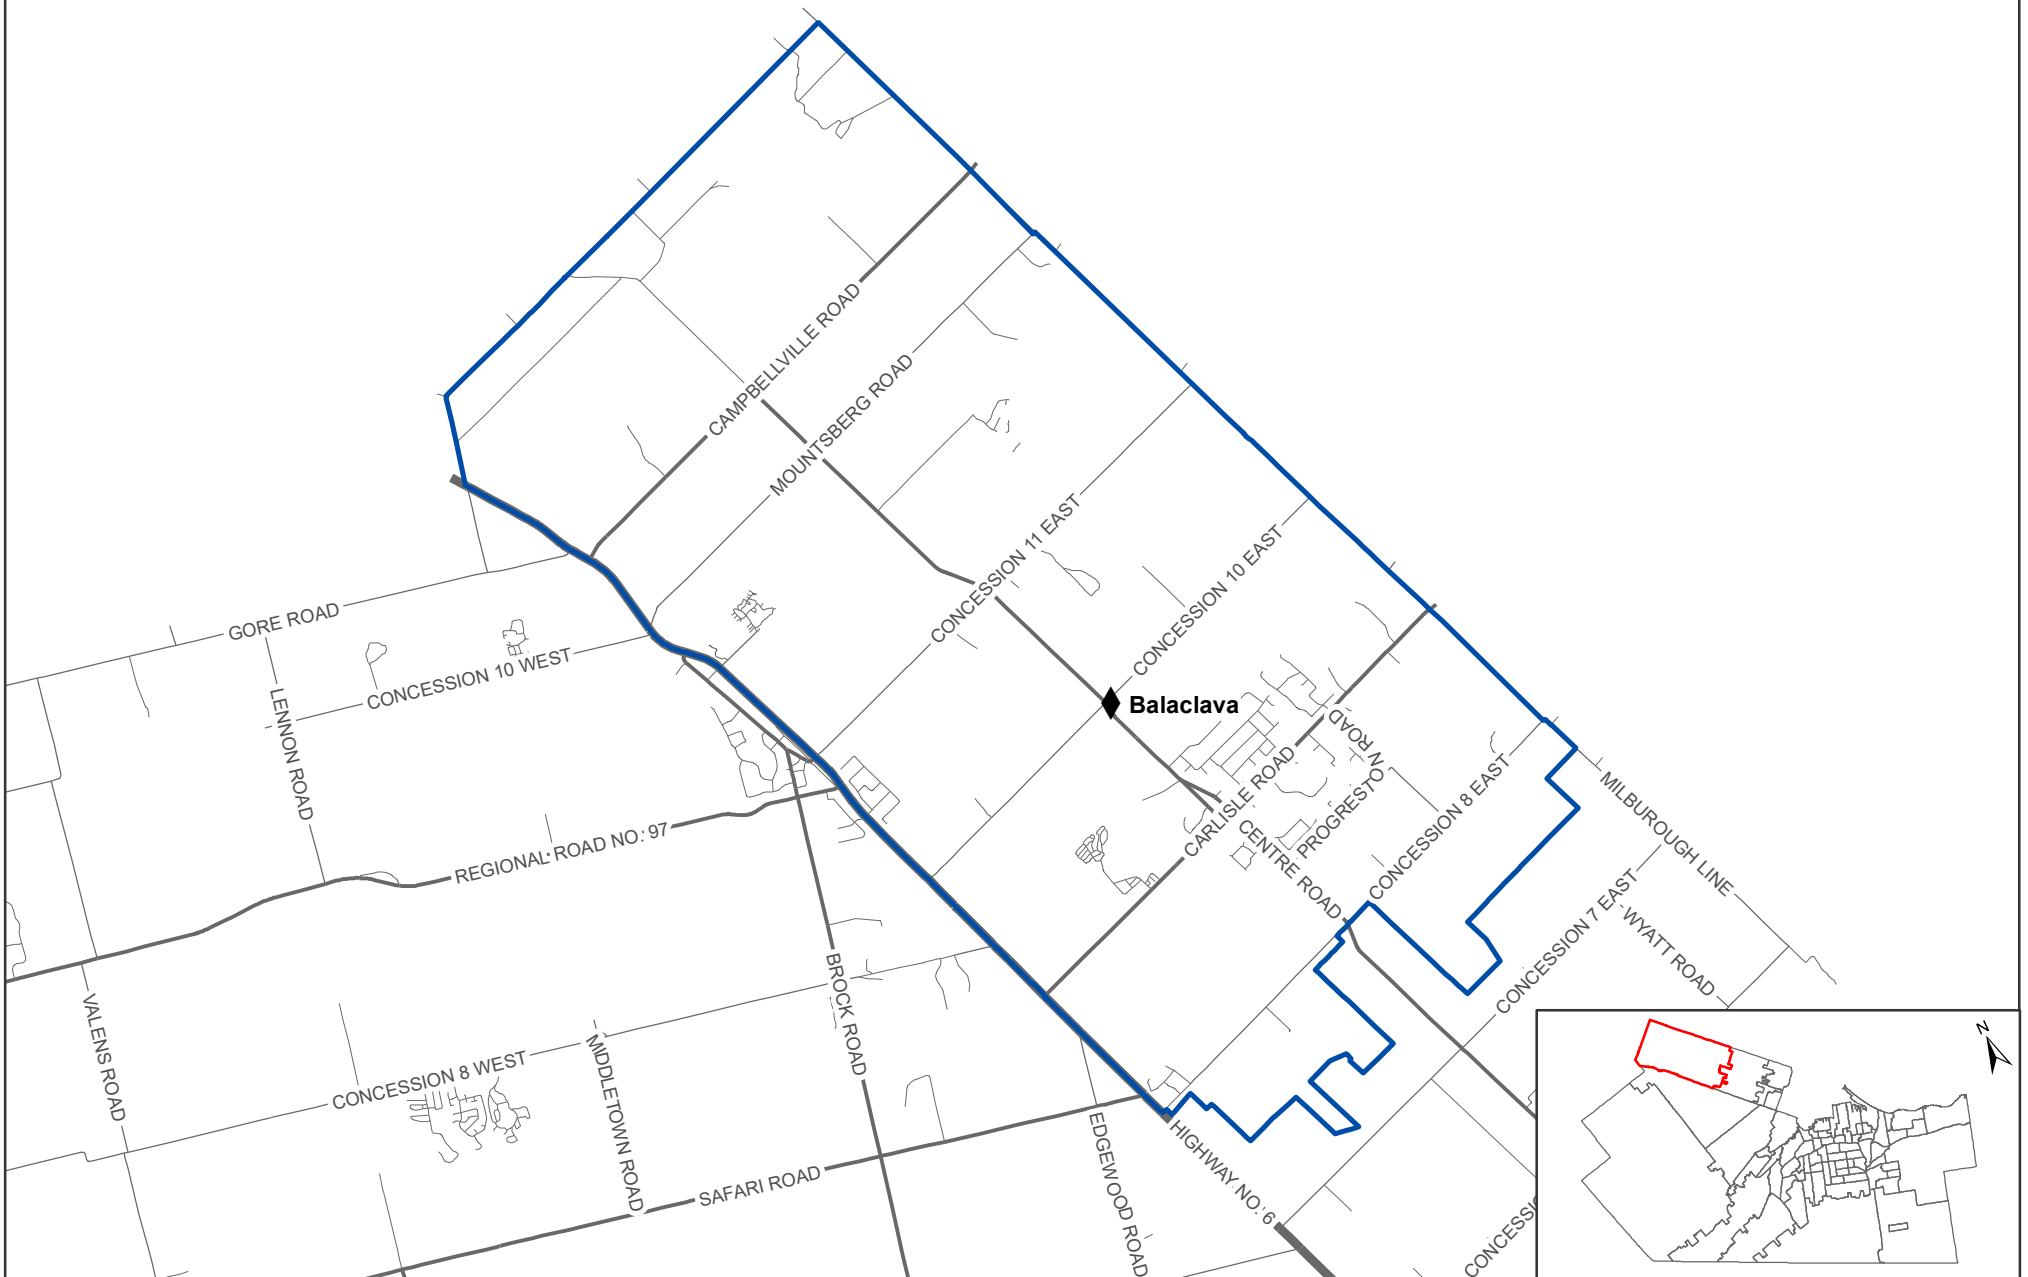 CAMPBELLVILLE ROAD
MOUNTSBERG ROAD
CONCESSION 11 EAST
CONCESSION 10 EAST
GORE ROAD
CONCESSION 10 WEST
LENNON ROAD
Balaclava
PROGRESTON ROAD
CARLISLE ROAD
CONCESSION 8 EAST
MILBUROUGH LINE
CENTRE ROAD
REGIONAL ROAD NO. 97
CONCESSION 7 EAST
WYATT ROAD
BROCK ROAD
VALENS ROAD
CONCESSION 8 WEST
MIDDLETOWN ROAD
SAFARI ROAD
EDGEWOOD ROAD
HIGHWAY NO. 6
CONCESSI
N